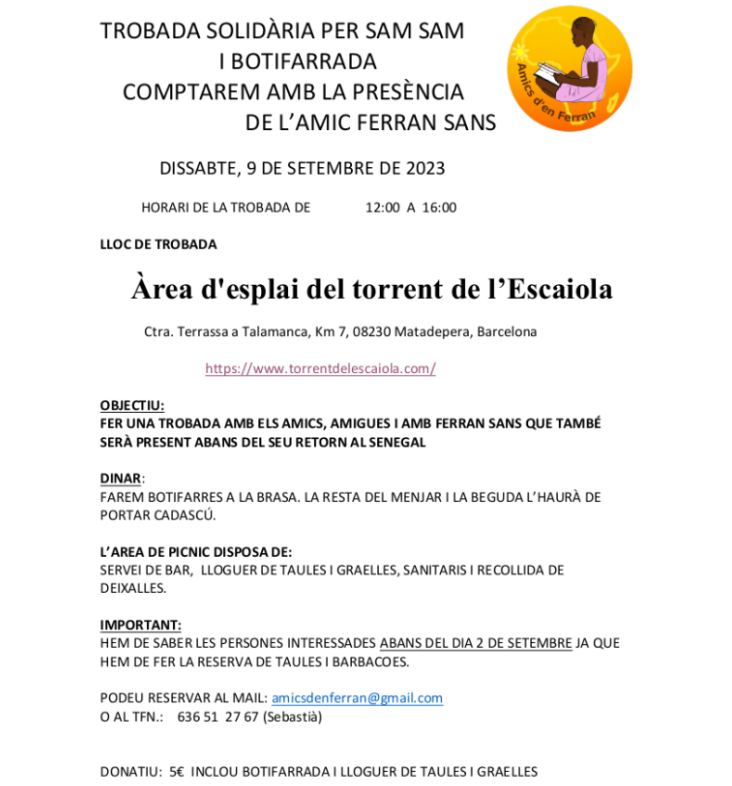 TROBADA SOLIDÀRIA PER SAM SAM
I BOTIFARRADA
COMPTAREM AMB LA PRESÈNCIA
DE L’AMIC FERRAN SANS
Amics d'en Ferran
DISSABTE, 9 DE SETEMBRE DE 2023
HORARI DE LA TROBADA DE 12:00 A 16:00
LLOC DE TROBADA
Àrea d'esplai del torrent de l’Escaiola
Ctra. Terrassa a Talamanca, Km 7, 08230 Matadepera, Barcelona
https://www.torrentdelescaiola.com/
OBJECTIU:
FER UNA TROBADA AMB ELS AMICS, AMIGUES I AMB FERRAN SANS QUE TAMBÉ
SERÀ PRESENT ABANS DEL SEU RETORN AL SENEGAL
DINAR:
FAREM BOTIFARRES A LA BRASA. LA RESTA DEL MENJAR I LA BEGUDA L’HAURÀ DE
PORTAR CADASCÚ.
L’AREA DE PICNIC DISPOSA DE:
SERVEI DE BAR, LLOGUER DE TAULES I GRAELLES, SANITARIS I RECOLLIDA DE
DEIXALLES.
IMPORTANT:
HEM DE SABER LES PERSONES INTERESSADES ABANS DEL DIA 2 DE SETEMBRE JA QUE
HEM DE FER LA RESERVA DE TAULES I BARBACOES.
PODEU RESERVAR AL MAIL: amicsdenferran@gmail.com
O AL TFN.: 636 51 27 67 (Sebastià)
DONATIU: 5€ INCLOU BOTIFARRADA I LLOGUER DE TAULES I GRAELLES